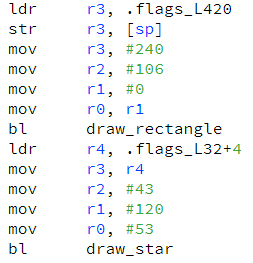 ldr r3, .flags_L420
str r3, [sp]
mov r3, #240
mov r2, #106
mov r1, #0
mov r0, r1
bl draw_rectangle
ldr r4, .flags_L32+4
mov r3, r4
mov r2, #43
mov r1, #120
mov r0, #53
bl draw_star